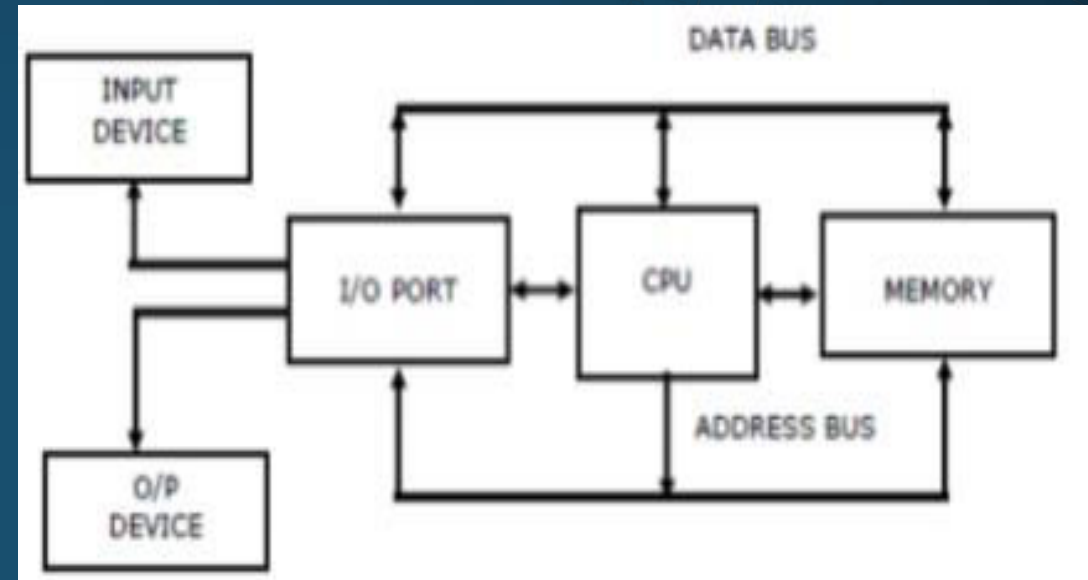 DATA BUS
INPUT
DEVICE
I/O PORT
CPU
MEMORY
ADDRESS BUS
O/P
DEVICE